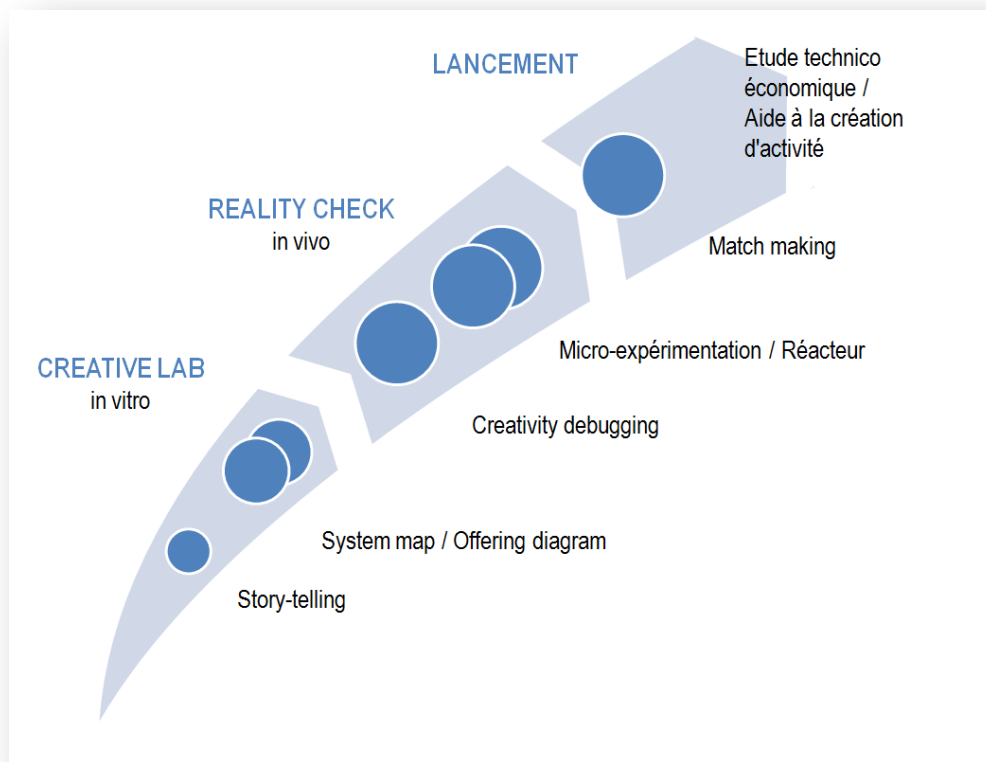 LANCEMENT
Etude technico
économique /
Aide à la création
d'activité
REALITY CHECK
in vivo
Match making
CREATIVE LAB
in vitro
Micro-expérimentation / Réacteur
Creativity debugging
System map / Offering diagram
Story-telling